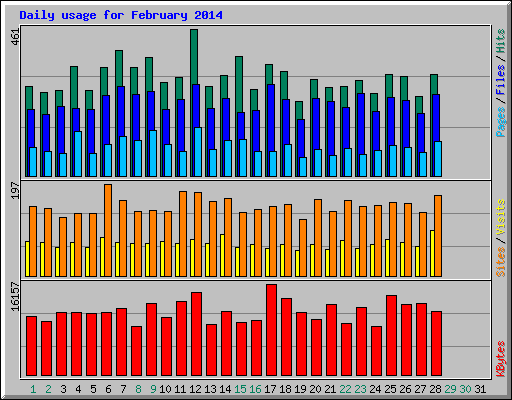 Daily usage for February 2014
461
Pages / Files / Hits
197
Sites / Visits
16157
KBytes
1 2 3 4 5 6 7 8 9 10 11 12 13 14 15 16 17 18 19 20 21 22 23 24 25 26 27 28 29 30 31